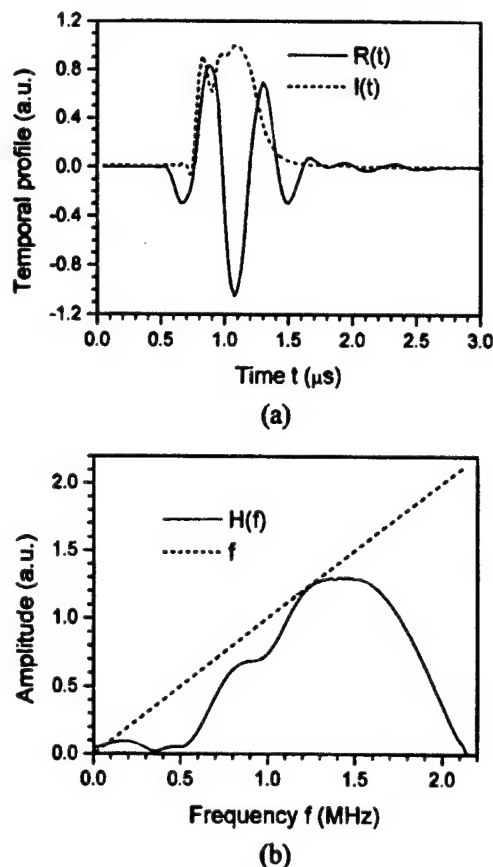 1.2
0.8
0.4
0.0
-0.4
-0.8
-1.2
Temporal profile (a.u.)
R(t)
I(t)
0.0 0.5 1.0 1.5 2.0 2.5 3.0
Time t (μs)
(a)
2.0
1.5
1.0
0.5
0.0
Amplitude (a.u.)
H(f)
f
0.0 0.5 1.0 1.5 2.0
Frequency f (MHz)
(b)